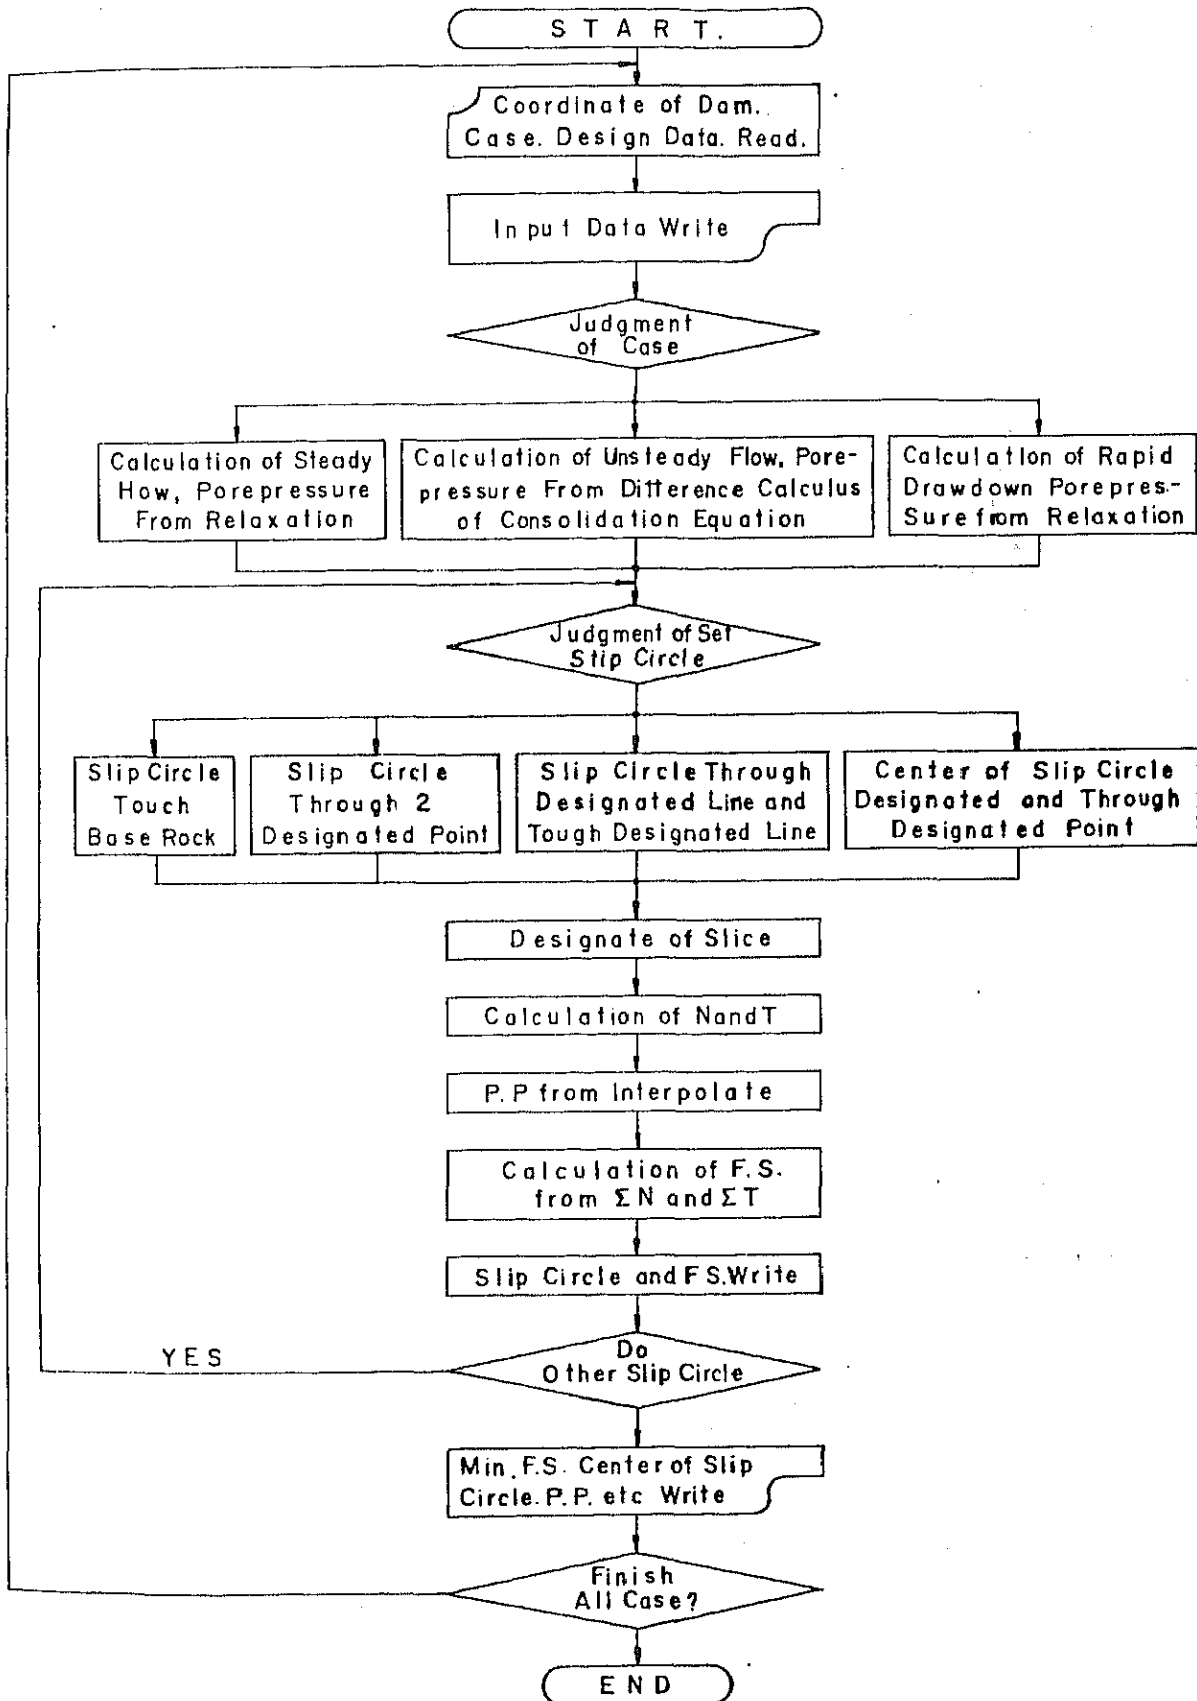 START.
Coordinate of Dam.
Case. Design Data. Read.
Input Data Write
Judgment
of Case
Calculation of Steady
How, Porepressure
From Relaxation
Calculation of Unsteady Flow, Pore-
pressure From Difference Calculus
of Consolidation Equation
Calculation of Rapid
Drawdown Porepres-
Sure from Relaxation
Judgment of Set
Slip Circle
Slip Circle
Touch
Base Rock
Slip Circle
Through 2
Designated Point
Slip Circle Through
Designated Line and
Tough Designated Line
Center of Slip Circle
Designated and Through
Designated Point
Designate of Slice
Calculation of N and T
P.P from Interpolate
Calculation of F.S.
from ΣN and ΣT
Slip Circle and F S. Write
Do
Other Slip Circle
YES
Min. F.S. Center of Slip
Circle. P.P. etc Write
Finish
All Case?
END